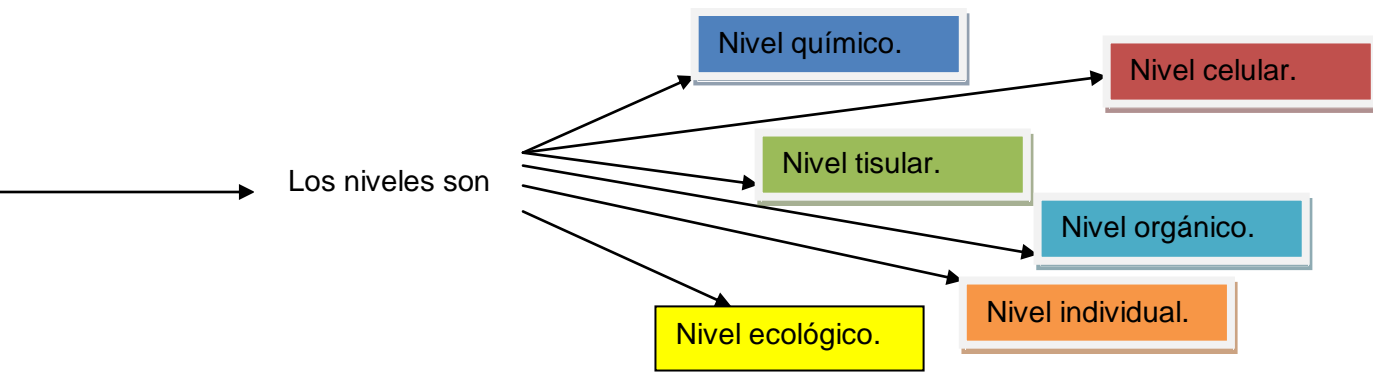 Nivel químico.
Nivel celular.
Nivel tisular.
Los niveles son
Nivel orgánico.
Nivel individual.
Nivel ecológico.